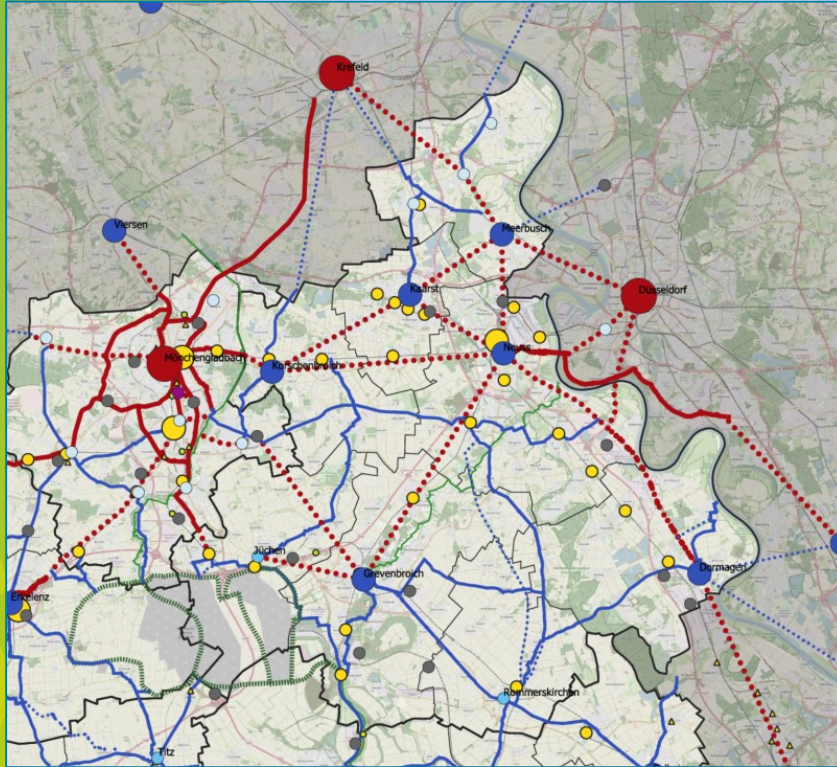 Krefeld
Viersen
Meerbusch
Kaarst
Düsseldorf
Mönchengladbach
Neuss
Korschenbroich
Jüchen
Grevenbroich
Dormagen
Erkelenz
Rommerskirchen
Titz